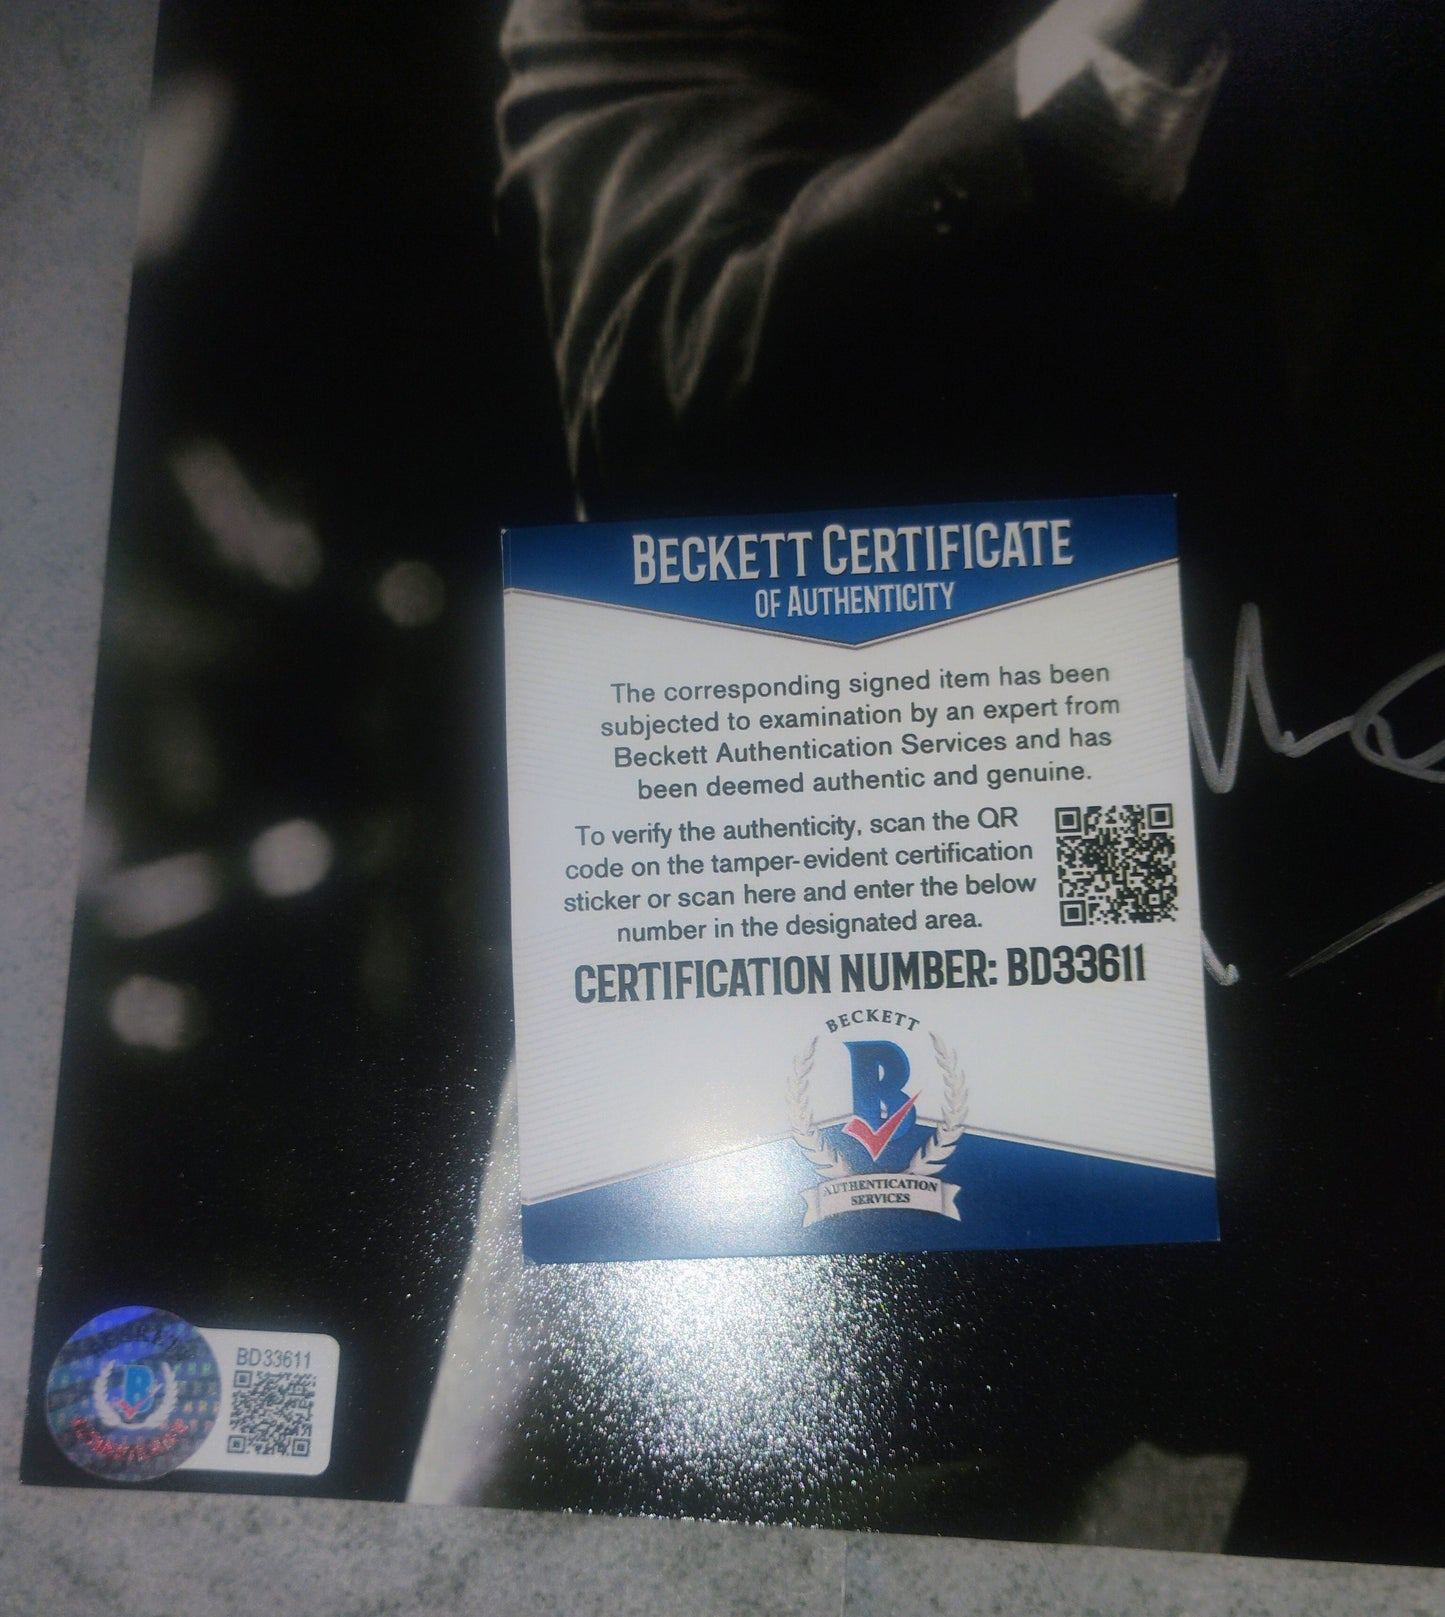 BECKETT CERTIFICATE
OF AUTHENTICITY
The corresponding signed item has been
subjected to examination by an expert from
Beckett Authentication Services and has
been deemed authentic and genuine.
To verify the authenticity, scan the QR
code on the tamper-evident certification
sticker or scan here and enter the below
number in the designated area.
CERTIFICATION NUMBER: BD33611
BECKETT
B
AUTHENTICATION
SERVICES
BD33611
B